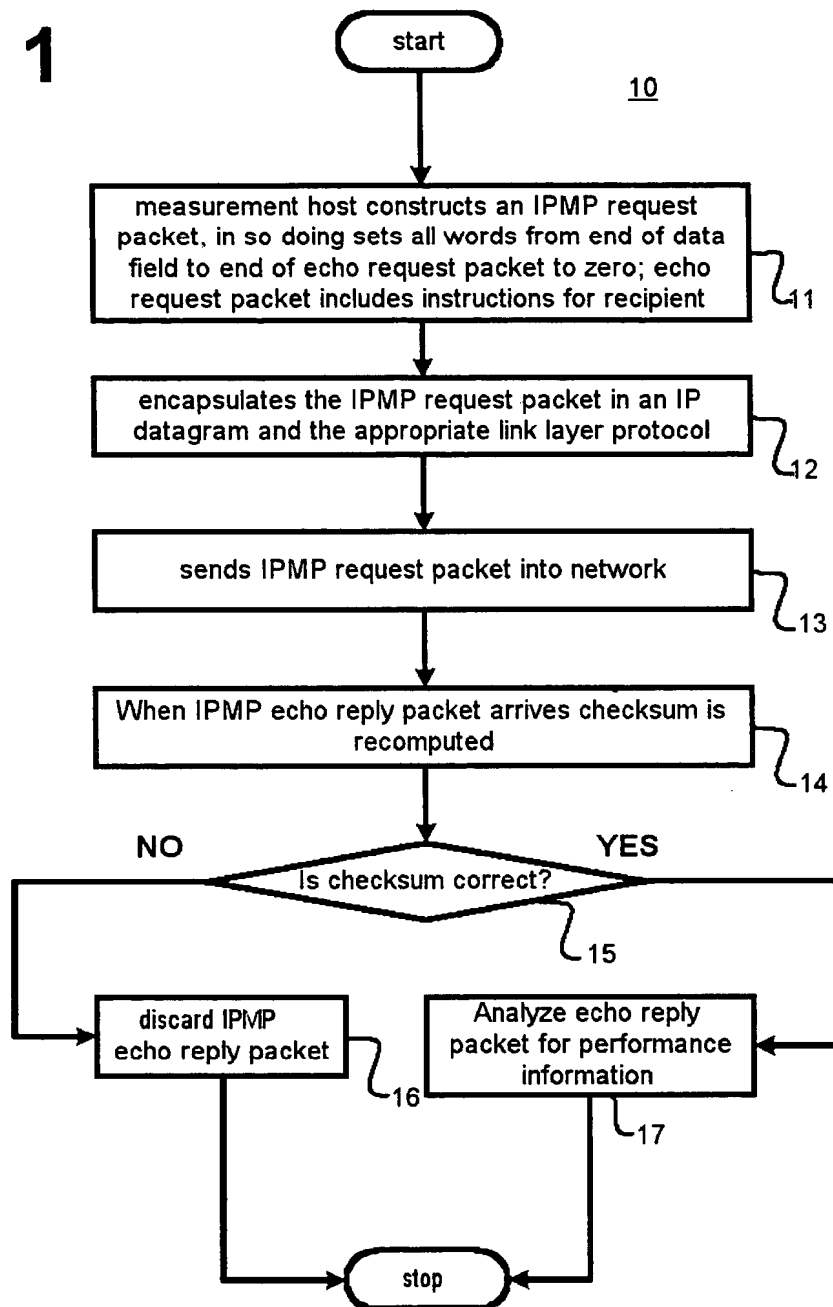 1
start
10
measurement host constructs an IPMP request
packet, in so doing sets all words from end of data
field to end of echo request packet to zero; echo
request packet includes instructions for recipient
11
encapsulates the IPMP request packet in an IP
datagram and the appropriate link layer protocol
12
sends IPMP request packet into network
13
When IPMP echo reply packet arrives checksum is
recomputed
14
NO
YES
Is checksum correct?
15
discard IPMP
echo reply packet
16
Analyze echo reply
packet for performance
information
17
stop